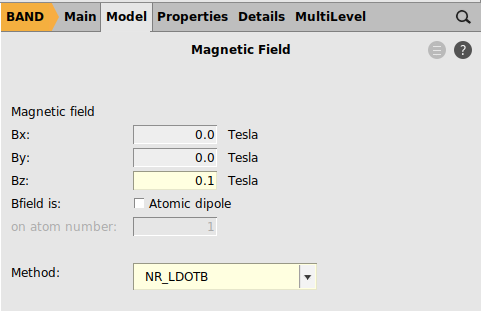 BAND Main Model Properties Details MultiLevel
Magnetic Field
?
Magnetic field
Bx: 0.0 Tesla
By: 0.0 Tesla
Bz: 0.1 Tesla
Bfield is: Atomic dipole
on atom number: 1
Method: NR_LDOTB